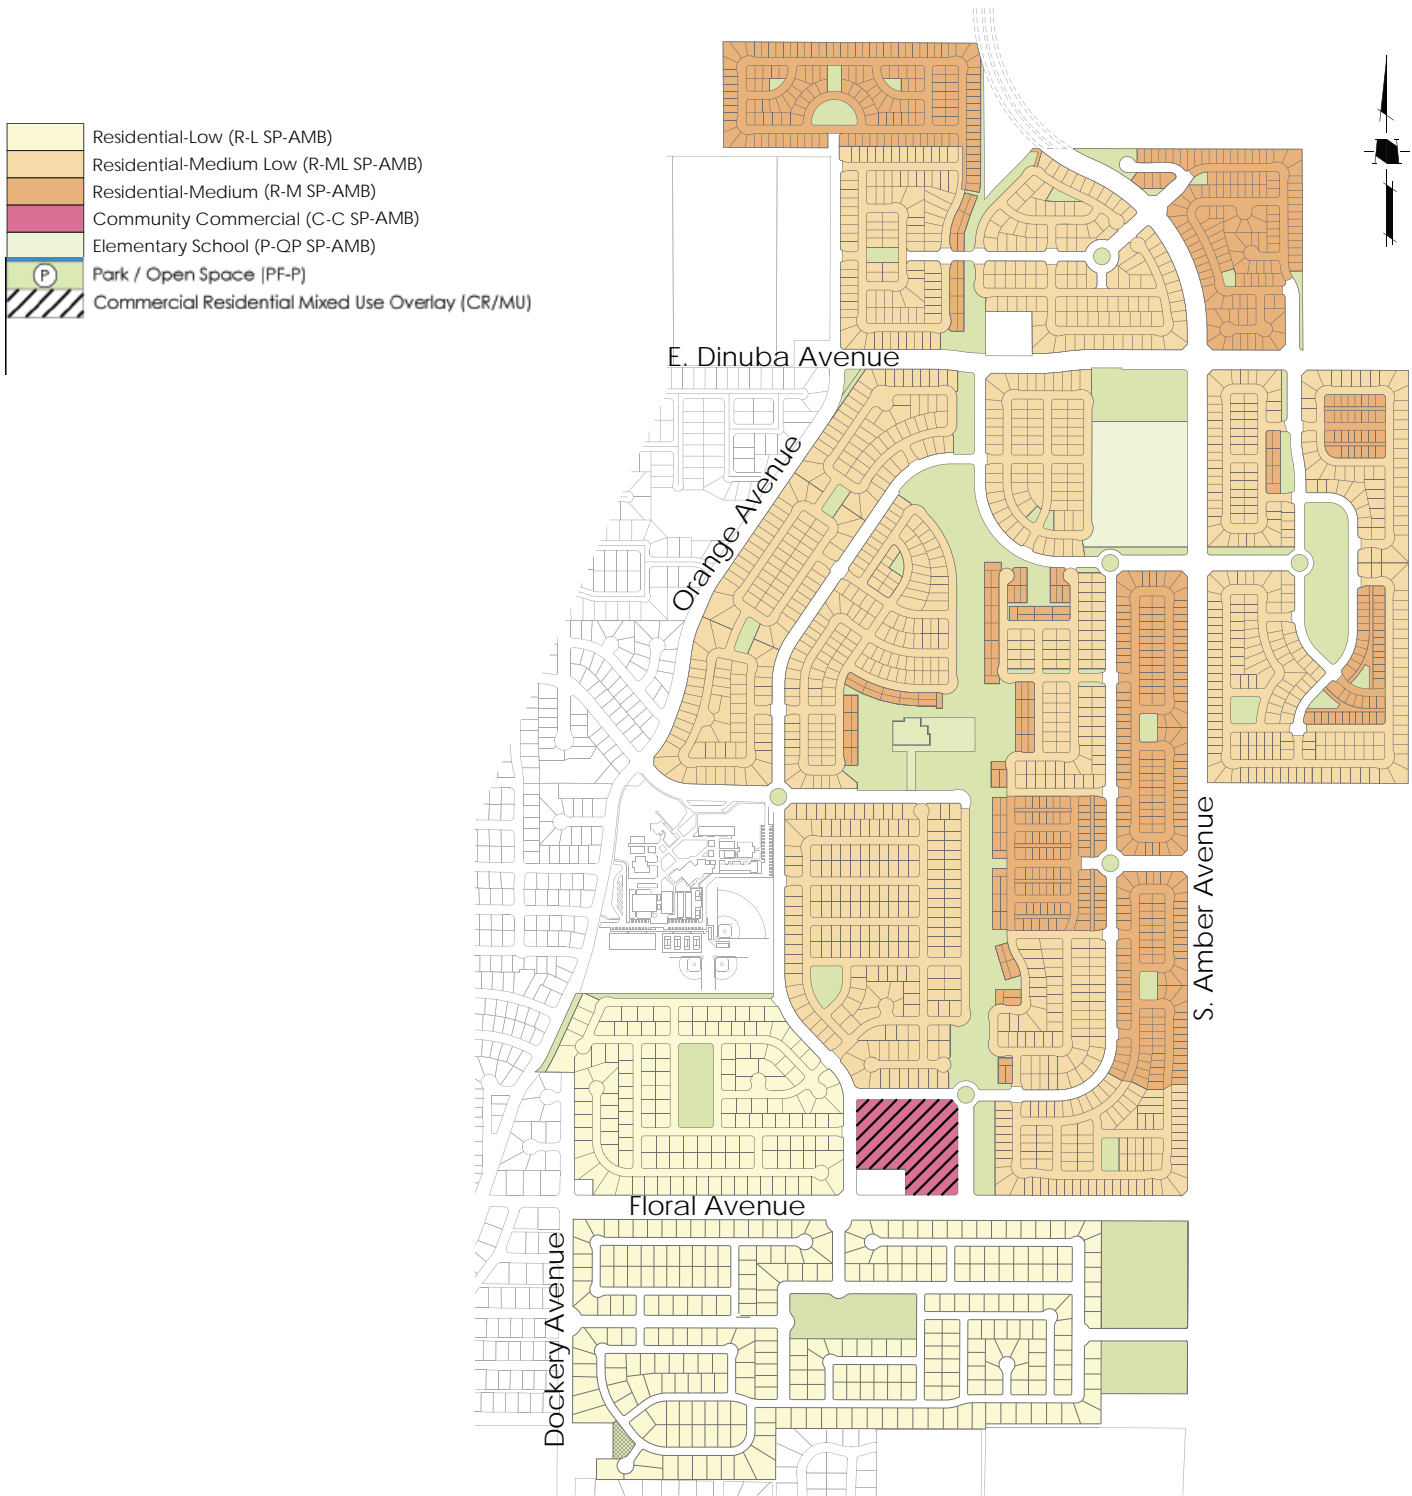 Residential-Low (R-L SP-AMB)
Residential-Medium Low (R-ML SP-AMB)
Residential-Medium (R-M SP-AMB)
Community Commercial (C-C SP-AMB)
Elementary School (P-QP SP-AMB)
P Park / Open Space (PF-P)
Commercial Residential Mixed Use Overlay (CR/MU)
E. Dinuba Avenue
Orange Avenue
S. Amber Avenue
Floral Avenue
Dockery Avenue